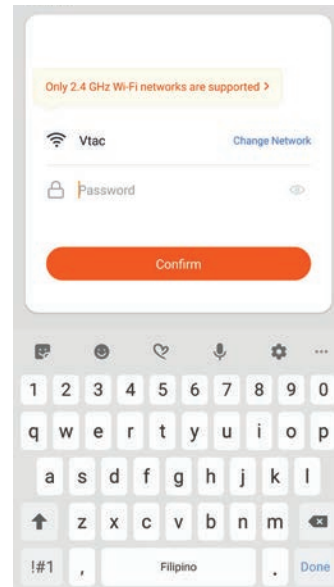 Only 2.4 GHz Wi-Fi networks are supported >
Vtac Change Network
Password
Confirm
1 2 3 4 5 6 7 8 9 0
q w e r t y u i o p
a s d f g h j k l
z x c v b n m
!#1 , Filipino . Done